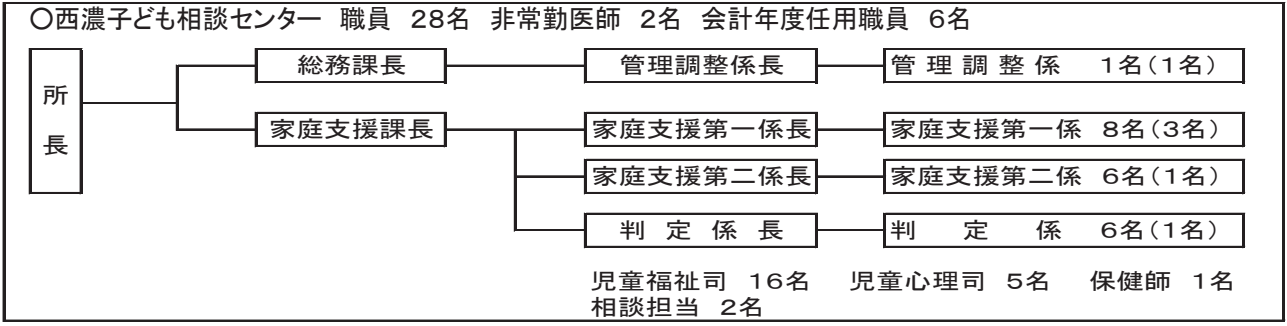 〇西濃子ども相談センター 職員 28名 非常勤医師 2名 会計年度任用職員 6名
所長
総務課長 管理調整係長 管理調整係 1名(1名)
家庭支援課長 家庭支援第一係長 家庭支援第一係 8名(3名)
家庭支援第二係長 家庭支援第二係 6名(1名)
判定係長 判定係 6名(1名)
児童福祉司 16名 児童心理司 5名 保健師 1名
相談担当 2名